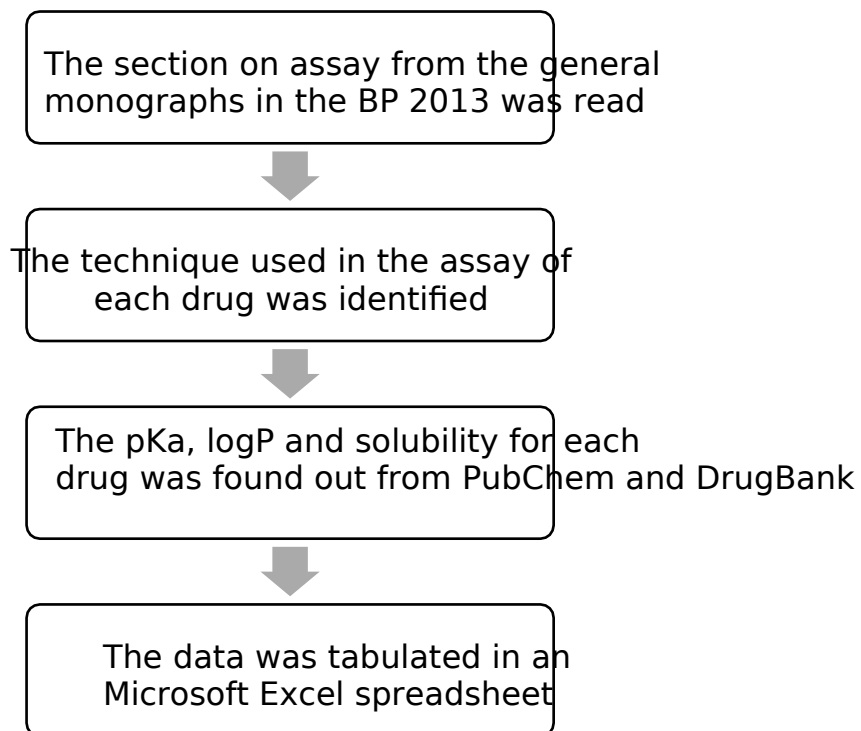 The section on assay from the general
monographs in the BP 2013 was read
The technique used in the assay of
each drug was identified
The pKa, logP and solubility for each
drug was found out from PubChem and DrugBank
The data was tabulated in an
Microsoft Excel spreadsheet